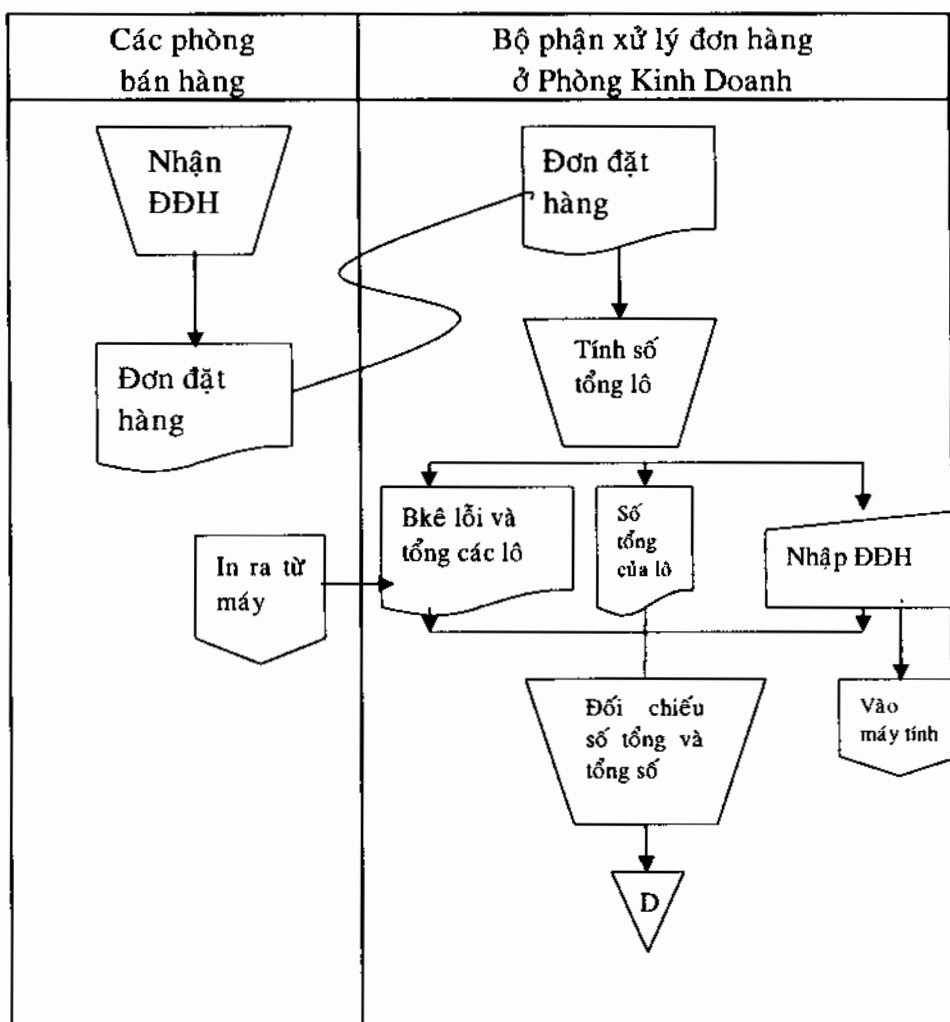 Các phòng
bán hàng
Bộ phận xử lý đơn hàng
ở Phòng Kinh Doanh
Nhận
ĐĐH
Đơn đặt
hàng
Đơn đặt
hàng
Tính số
tổng lô
Bkê lỗi và
tổng các lô
Số
tổng
của lô
Nhập ĐĐH
In ra từ
máy
Đối chiếu
số tổng và
tổng số
Vào
máy tính
D